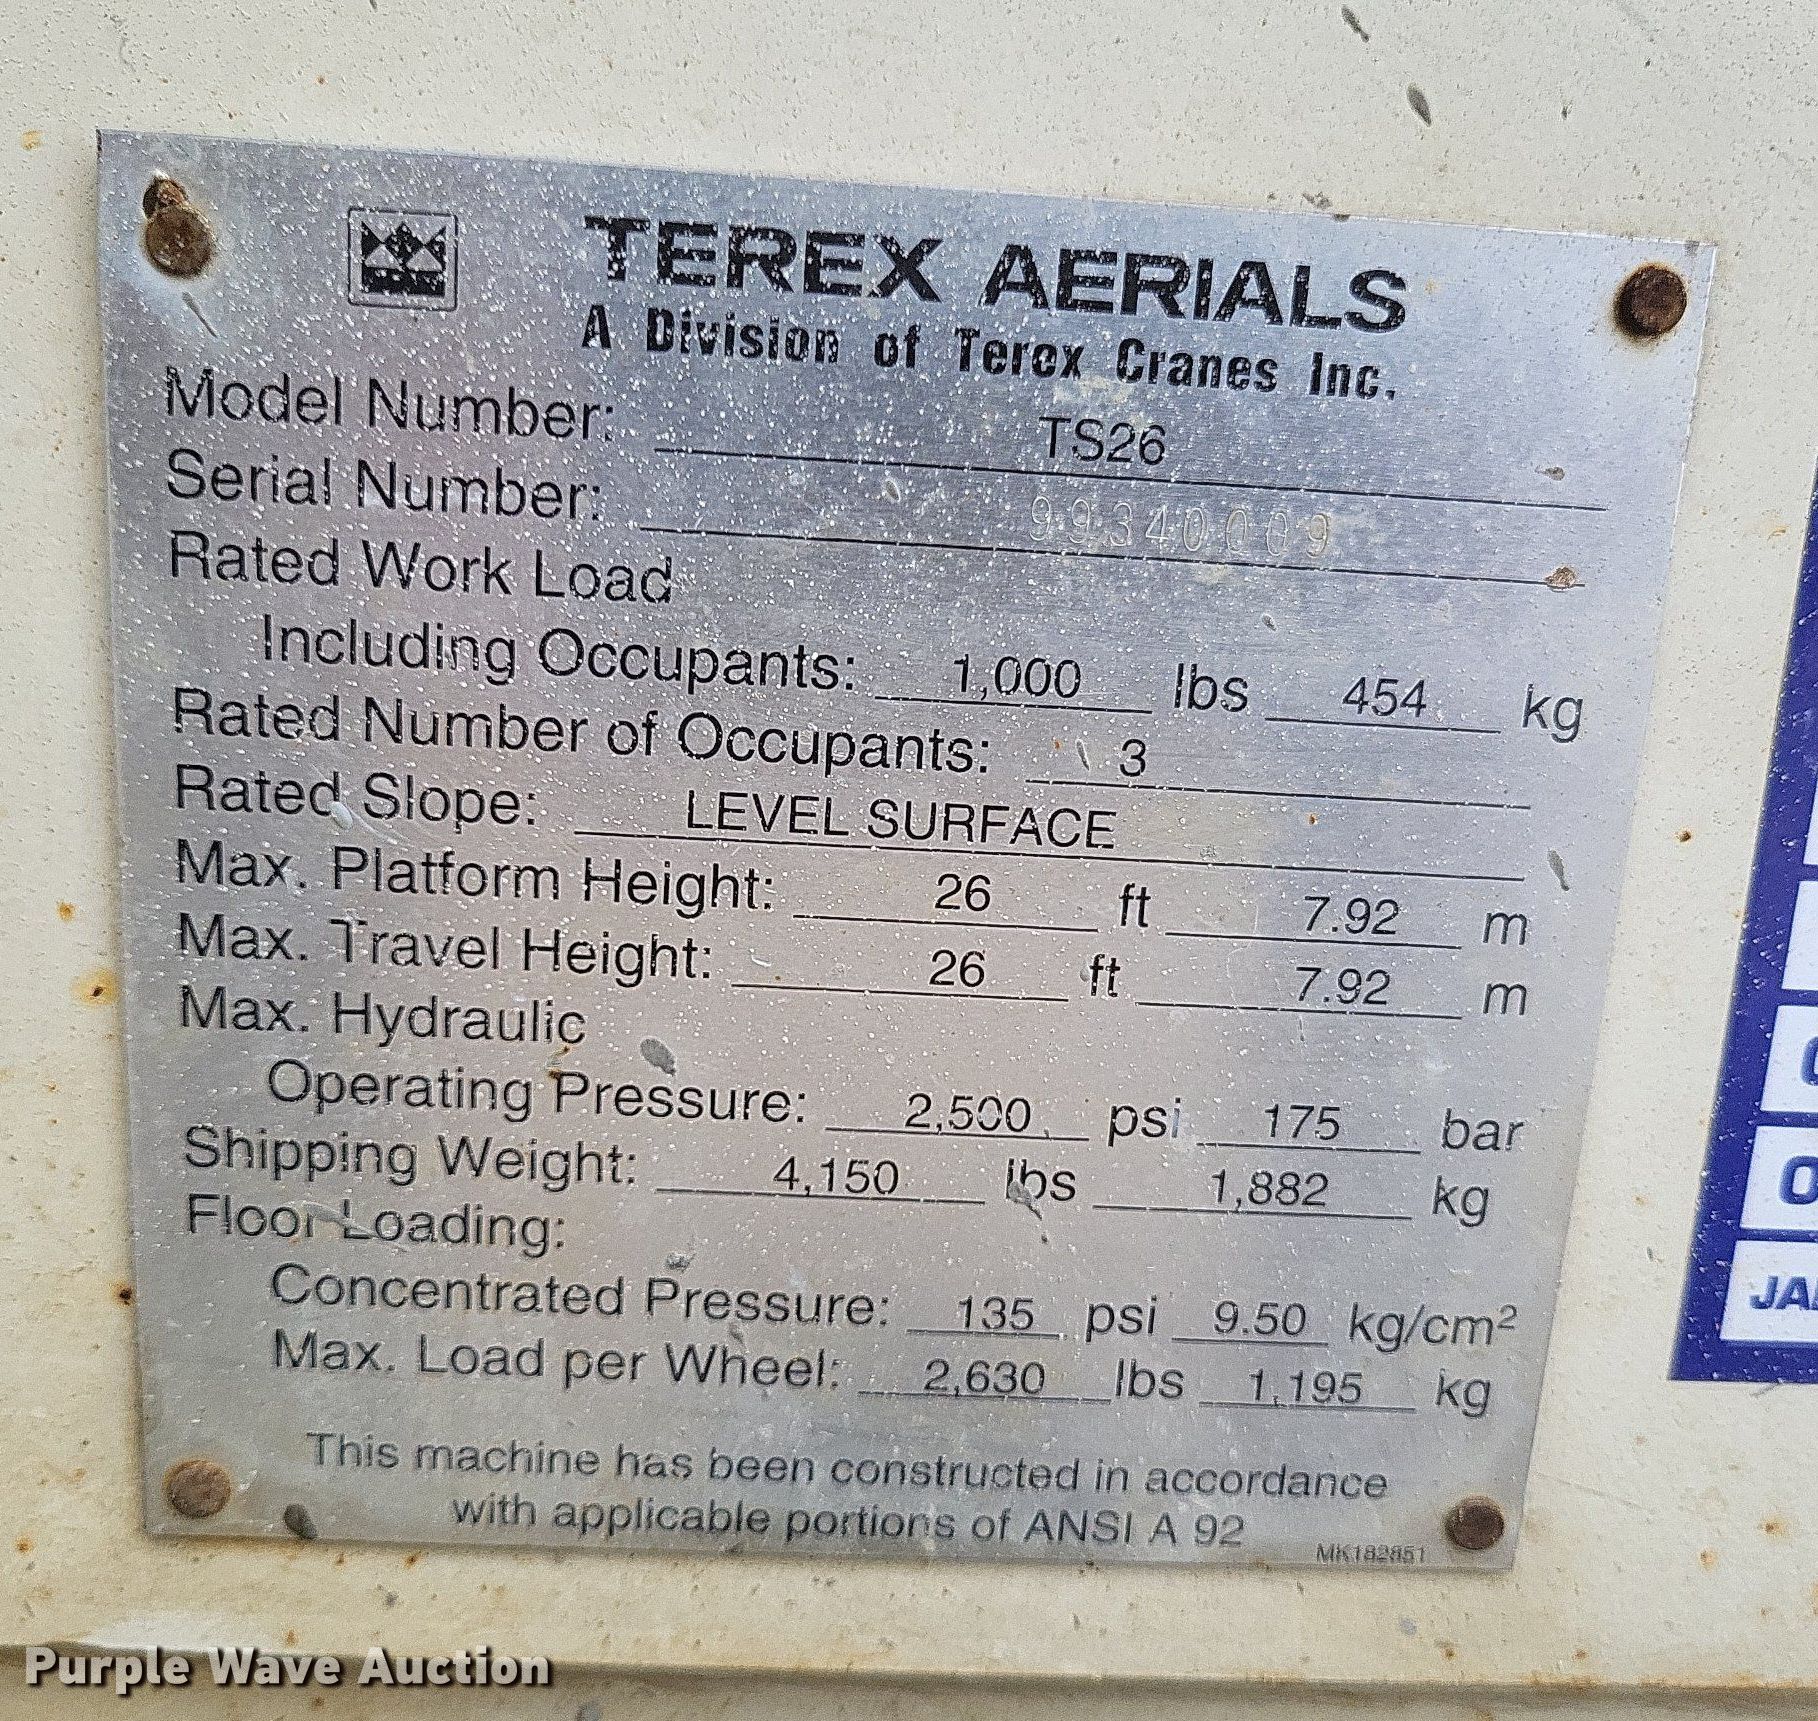 TEREX AERIALS
A Division of Terex Cranes Inc.
Model Number: TS26
Serial Number: 99340009
Rated Work Load
Including Occupants: 1,000 lbs 454 kg
Rated Number of Occupants: 3
Rated Slope: LEVEL SURFACE
Max. Platform Height: 26 ft 7.92 m
Max. Travel Height: 26 ft 7.92 m
Max. Hydraulic
Operating Pressure: 2,500 psi 175 bar
Shipping Weight: 4,150 lbs 1,882 kg
Floor Loading:
Concentrated Pressure: 135 psi 9.50 kg/cm²
Max. Load per Wheel: 2,630 lbs 1,195 kg
This machine has been constructed in accordance
with applicable portions of ANSI A 92
MK182851
Purple Wave Auction